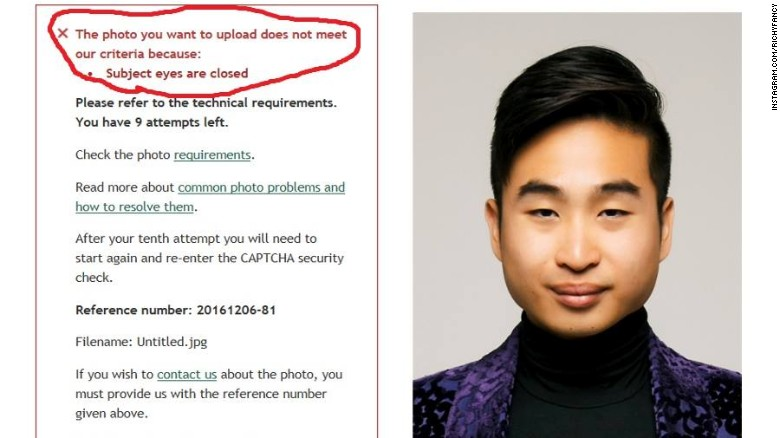 The photo you want to upload does not meet
our criteria because:
• Subject eyes are closed
Please refer to the technical requirements.
You have 9 attempts left.
Check the photo requirements.
Read more about common photo problems and
how to resolve them.
After your tenth attempt you will need to
start again and re-enter the CAPTCHA security
check.
Reference number: 20161206-81
Filename: Untitled.jpg
If you wish to contact us about the photo, you
must provide us with the reference number
given above.
INSTAGRAM.COM/RICHYFANCY